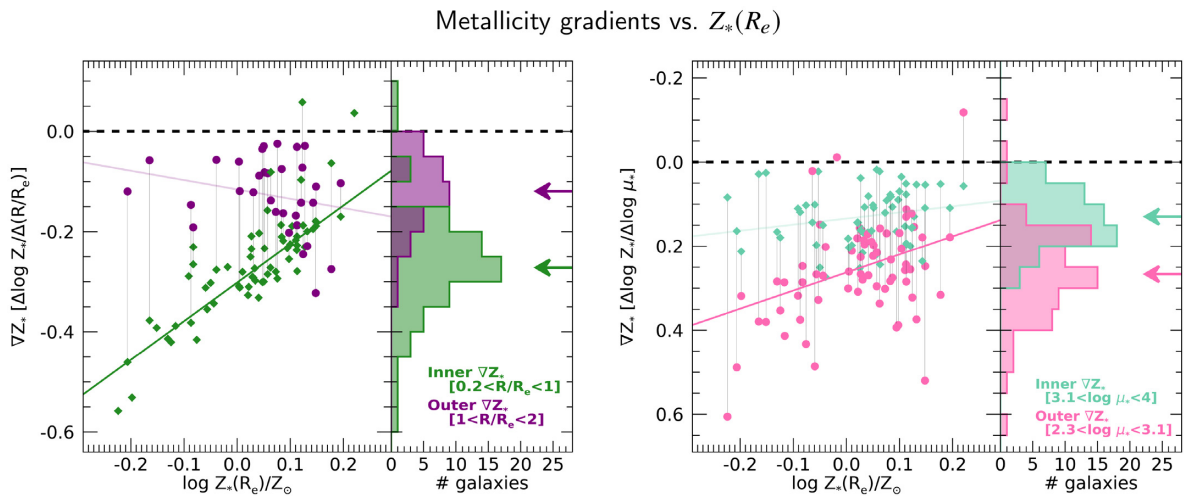 Metallicity gradients vs. Z*(Re)
∇Z* [Δlog Z*/Δ(R/Re)]
0.0
-0.2
-0.4
-0.6
-0.2 -0.1 0.0 0.1 0.2
log Z*(Re)/Z⊙
0 5 10 15 20 25
# galaxies
Inner ∇Z*
[0.2<R/Re<1]
Outer ∇Z*
[1<R/Re<2]
∇Z* [Δlog Z*/Δlog μ*]
-0.2
0.0
0.2
0.4
0.6
-0.2 -0.1 0.0 0.1 0.2
log Z*(Re)/Z⊙
0 5 10 15 20 25
# galaxies
Inner ∇Z*
[3.1<log μ*<4]
Outer ∇Z*
[2.3<log μ*<3.1]